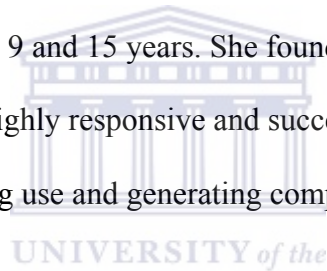 9 and 15 years. She found
ighly responsive and succe
g use and generating comp
UNIVERSITY of the